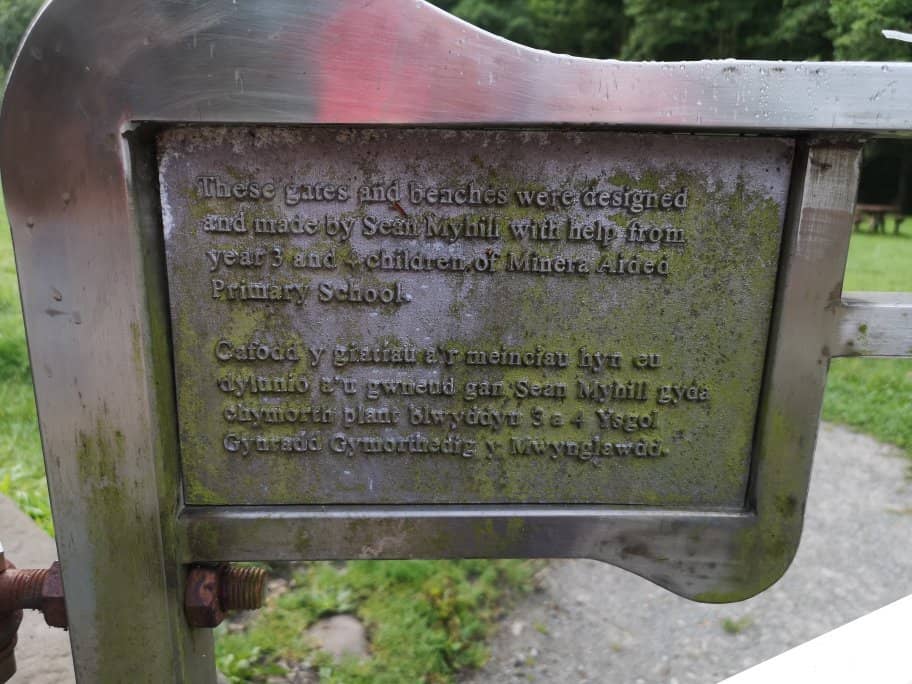 These gates and benches were designed
and made by Sean Myhill with help from
year 3 and 4 children of Minera Aided
Primary School.
Cafodd y giattau a'r meinciau hyn eu
dylunio a'u gwneud gan Sean Myhill gyda
chymorth plant blwyddyn 3 a 4 Ysgol
Gynradd Gymorthedig y Mwynglawdd.